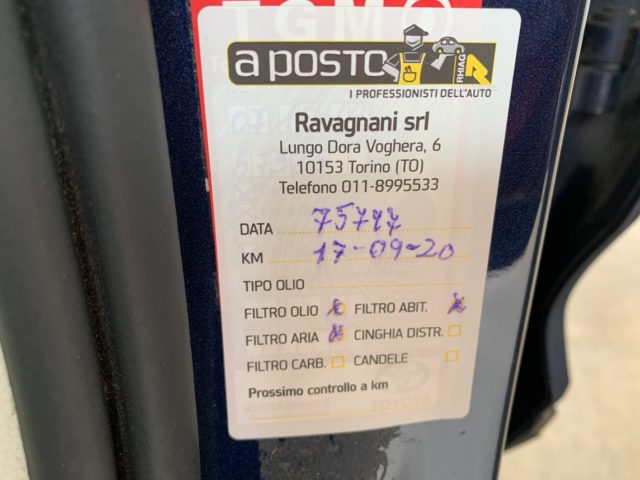 TGMO
a posto
RHIAG
I PROFESSIONISTI DELL'AUTO
Ravagnani srl
Lungo Dora Voghera, 6
10153 Torino (TO)
Telefono 011-8995533
DATA 75747
KM 17-09-20
TIPO OLIO
FILTRO OLIO x FILTRO ABIT. x
FILTRO ARIA x CINGHIA DISTR.
FILTRO CARB. CANDELE
Prossimo controllo a km